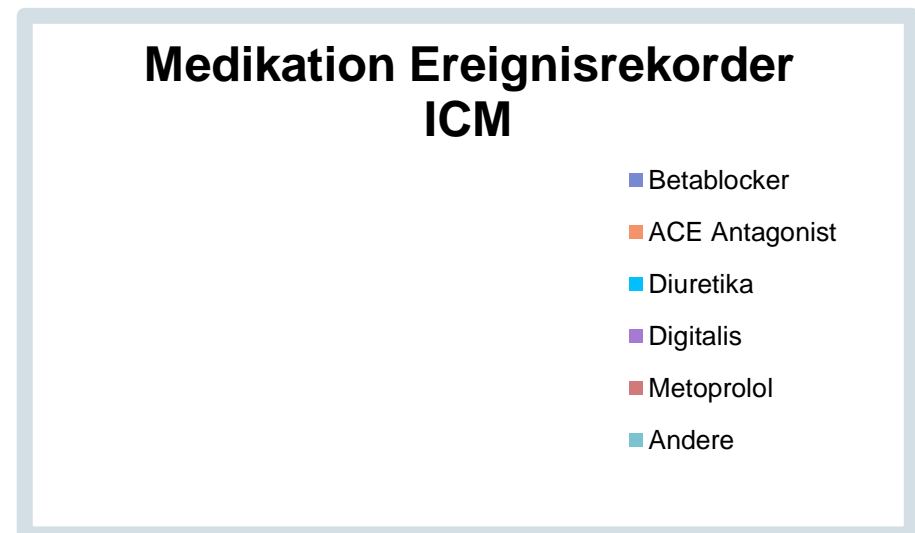 Medikation Ereignisrekorder
ICM
Betablocker
ACE Antagonist
Diuretika
Digitalis
Metoprolol
Andere